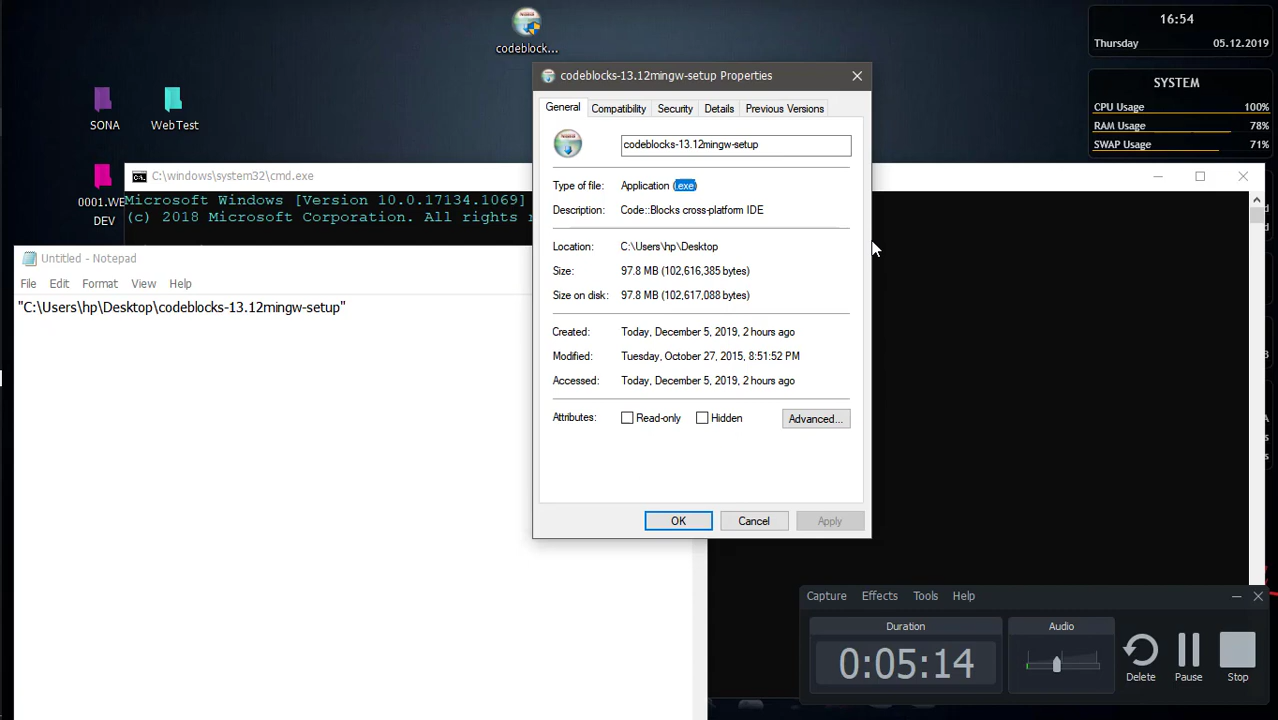 16:54
Thursday 05.12.2019
SYSTEM
CPU Usage 100%
RAM Usage 78%
SWAP Usage 71%
codeblock...
SONA
WebTest
0001.WE
DEV
codeblocks-13.12mingw-setup Properties
General Compatibility Security Details Previous Versions
codeblocks-13.12mingw-setup
Type of file: Application (.exe)
Description: Code::Blocks cross-platform IDE
Location: C:\Users\hp\Desktop
Size: 97.8 MB (102,616,385 bytes)
Size on disk: 97.8 MB (102,617,088 bytes)
Created: Today, December 5, 2019, 2 hours ago
Modified: Tuesday, October 27, 2015, 8:51:52 PM
Accessed: Today, December 5, 2019, 2 hours ago
Attributes: Read-only Hidden Advanced...
OK Cancel Apply
C:\windows\system32\cmd.exe
Microsoft Windows [Version 10.0.17134.1069]
(c) 2018 Microsoft Corporation. All rights r
Untitled - Notepad
File Edit Format View Help
"C:\Users\hp\Desktop\codeblocks-13.12mingw-setup"
Capture Effects Tools Help
Duration
0:05:14
Audio
Delete Pause Stop